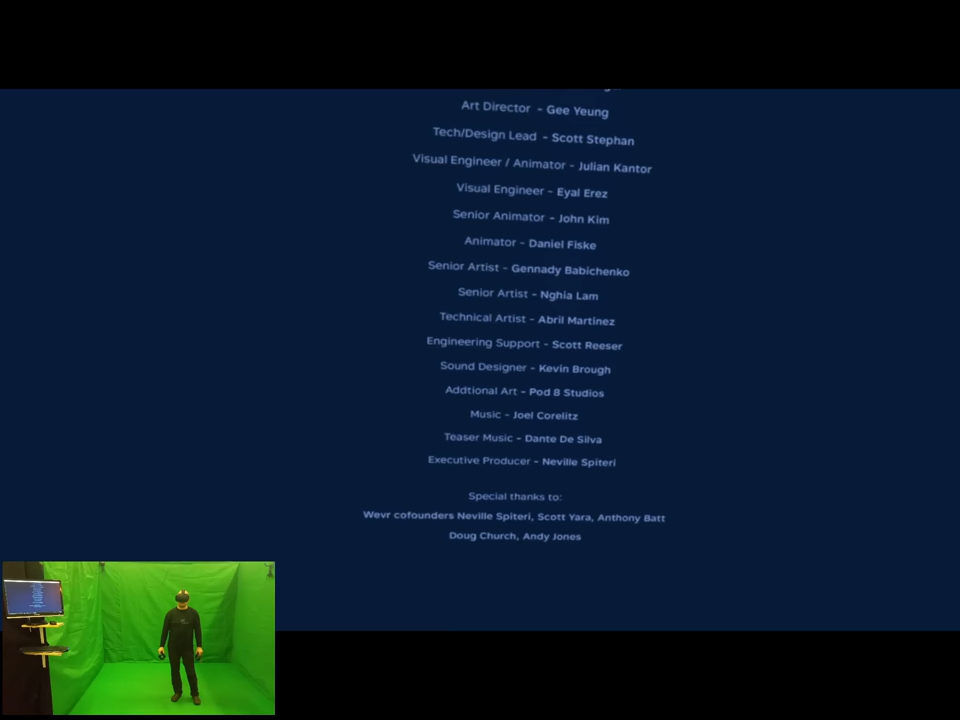 Art Director - Gee Yeung
Tech/Design Lead - Scott Stephan
Visual Engineer / Animator - Julian Kantor
Visual Engineer - Eyal Erez
Senior Animator - John Kim
Animator - Daniel Fiske
Senior Artist - Gennady Babichenko
Senior Artist - Nghia Lam
Technical Artist - Abril Martinez
Engineering Support - Scott Reeser
Sound Designer - Kevin Brough
Addtional Art - Pod 8 Studios
Music - Joel Corelitz
Teaser Music - Dante De Silva
Executive Producer - Neville Spiteri
Special thanks to:
Wevr cofounders Neville Spiteri, Scott Yara, Anthony Batt
Doug Church, Andy Jones